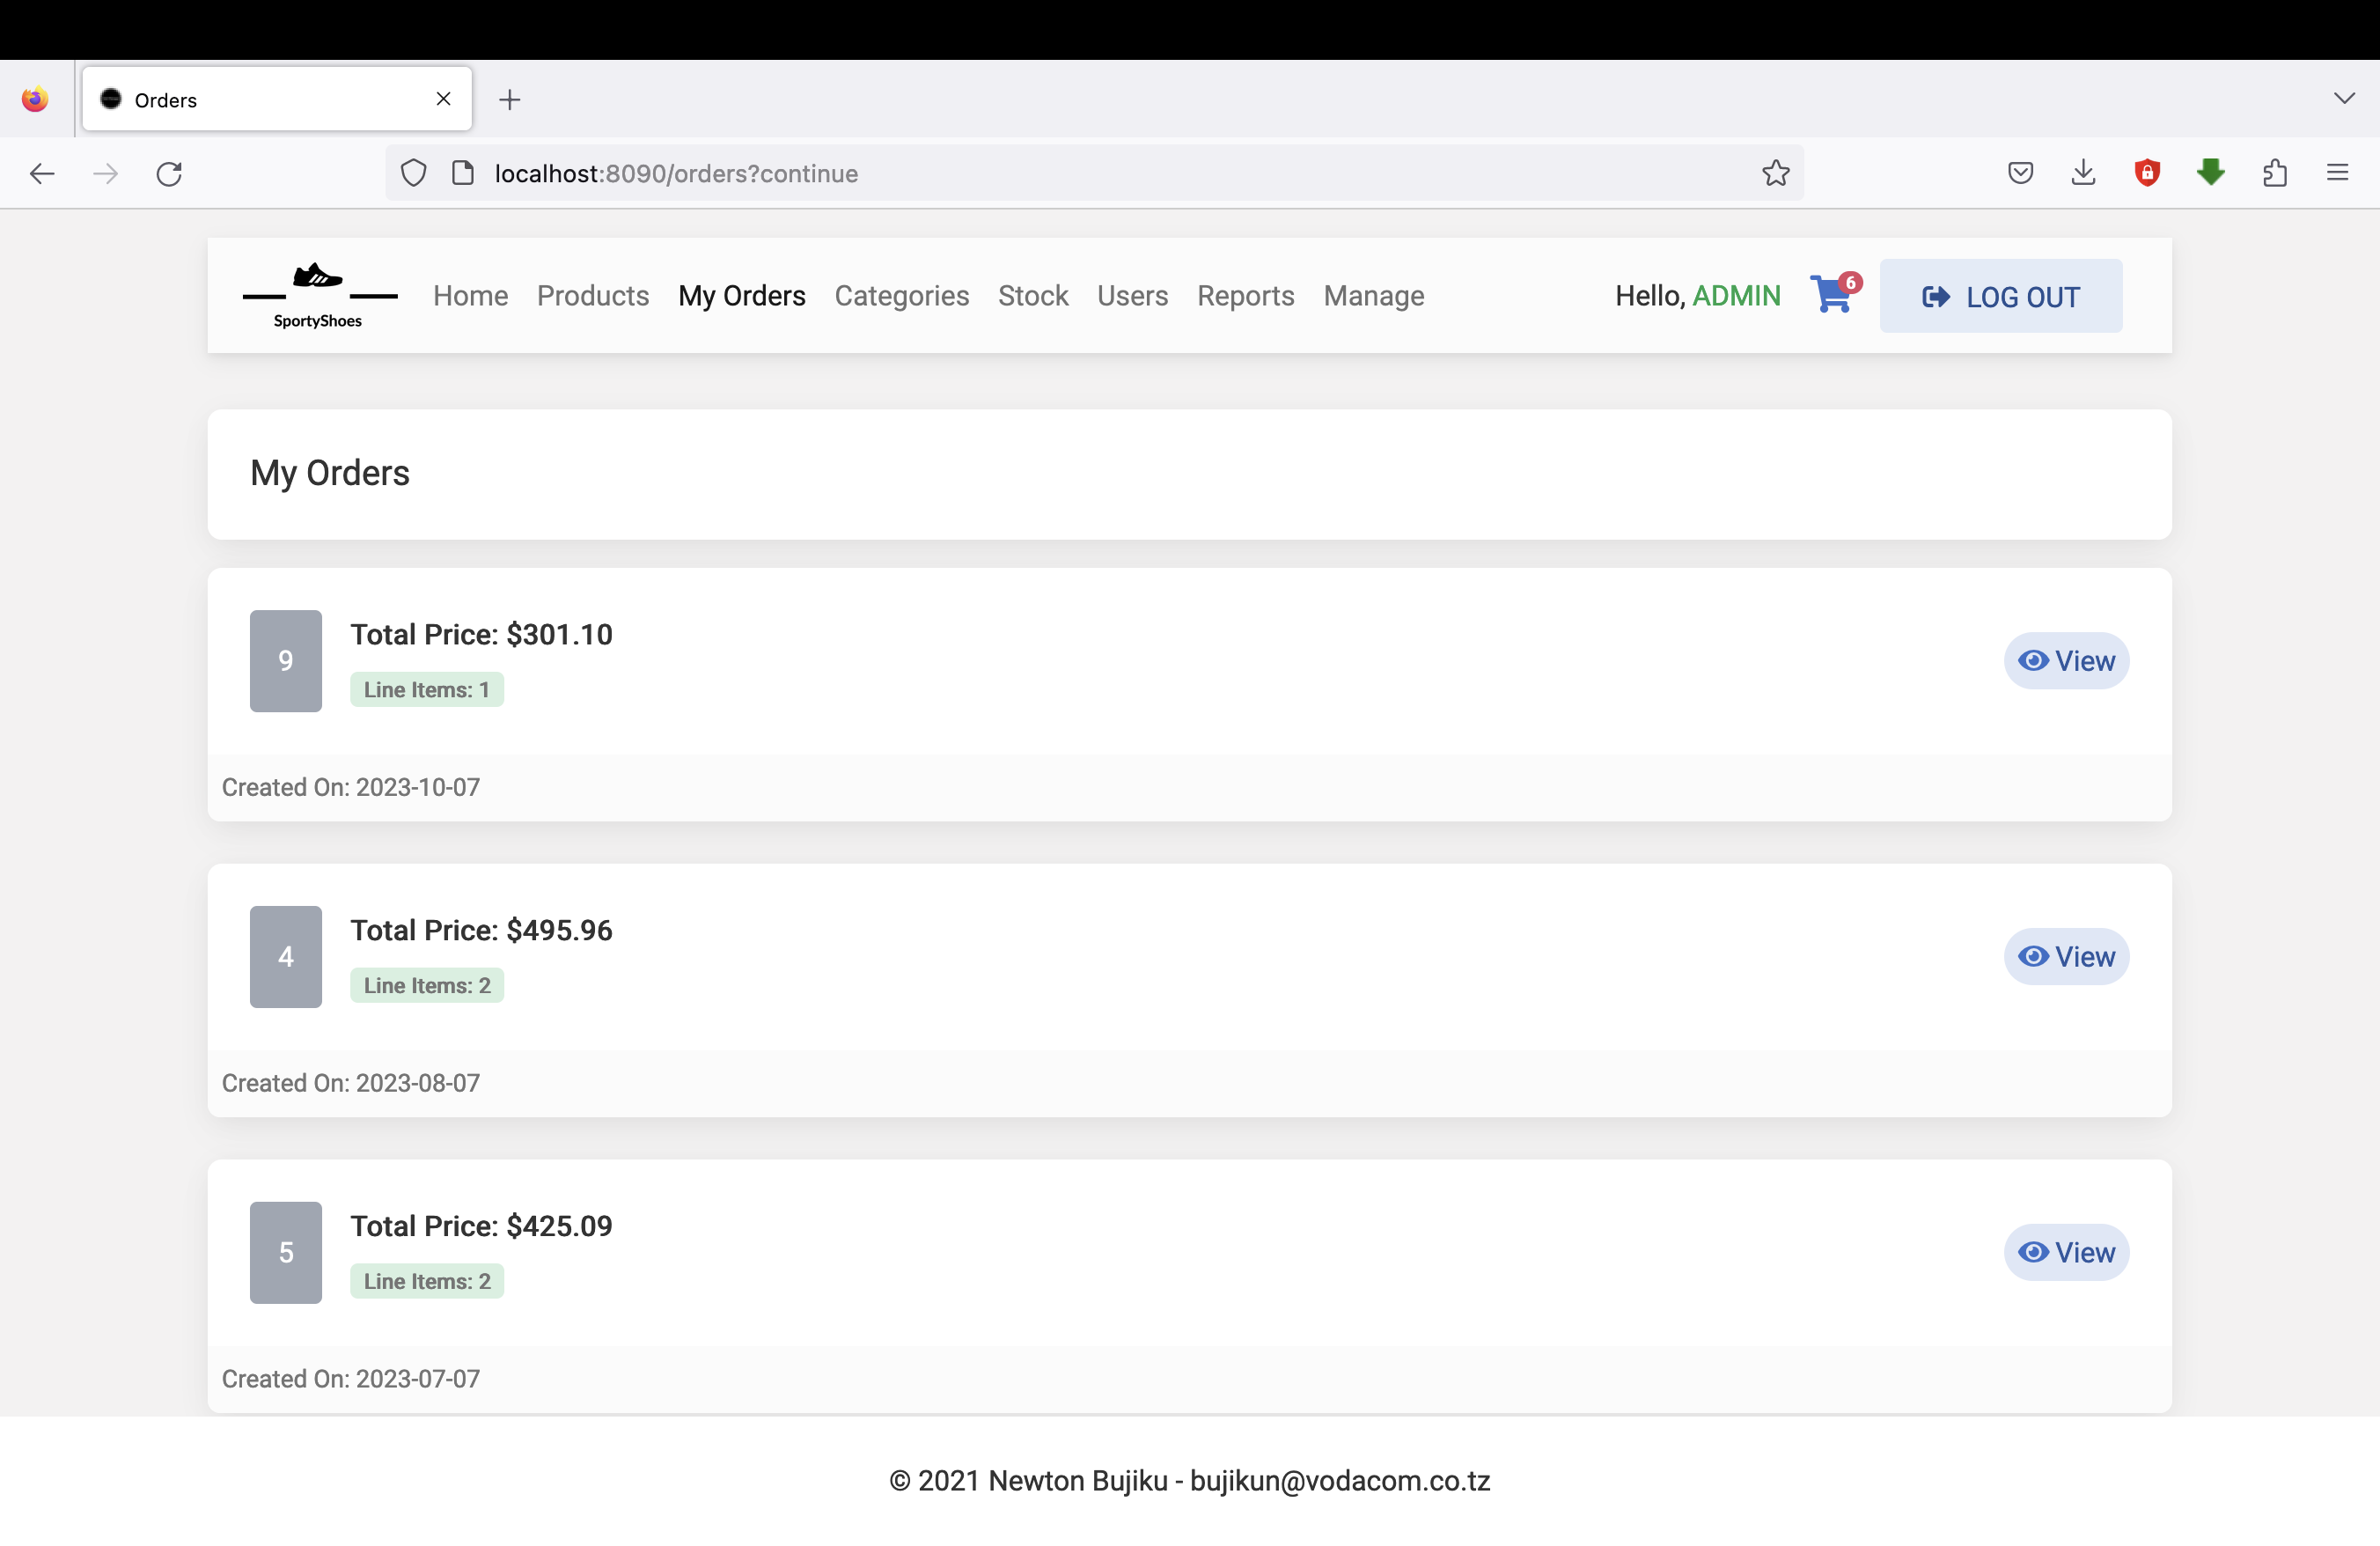 Orders
localhost:8090/orders?continue
SportyShoes
Home Products My Orders Categories Stock Users Reports Manage Hello, ADMIN 6 LOG OUT
My Orders
9 Total Price: $301.10
Line Items: 1
View
Created On: 2023-10-07
4 Total Price: $495.96
Line Items: 2
View
Created On: 2023-08-07
5 Total Price: $425.09
Line Items: 2
View
Created On: 2023-07-07
© 2021 Newton Bujiku - bujikun@vodacom.co.tz